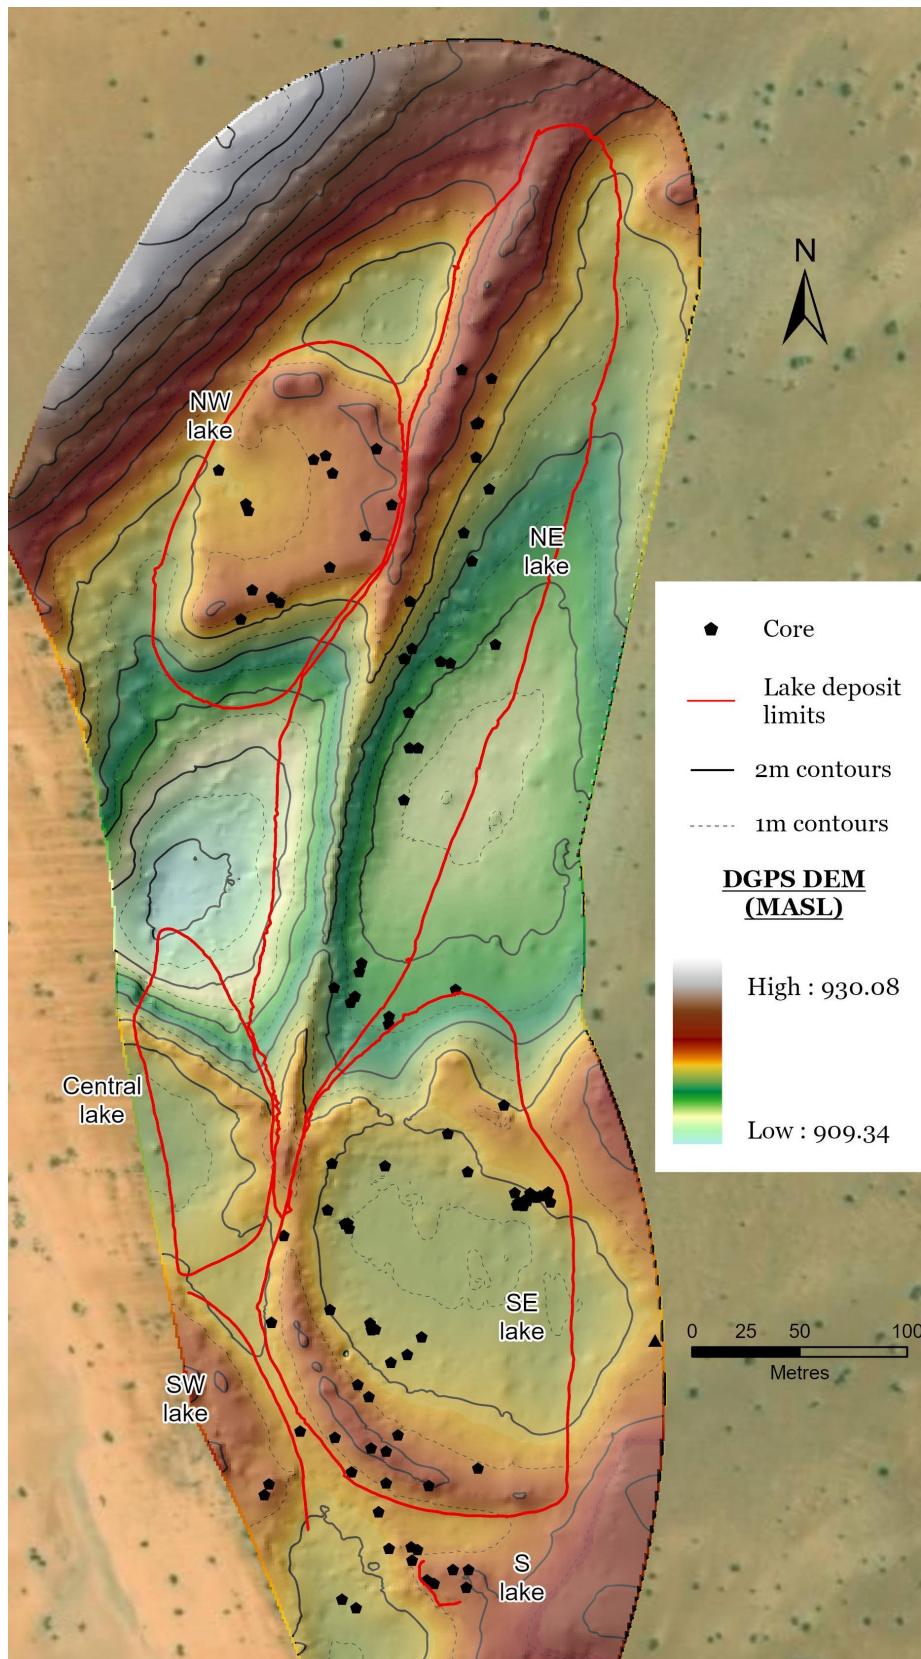 N
NW
lake
NE
lake
Core
Lake deposit
limits
2m contours
1m contours
DGPS DEM
(MASL)
High : 930.08
Low : 909.34
Central
lake
SE
lake
0 25 50 100
Metres
SW
lake
S
lake